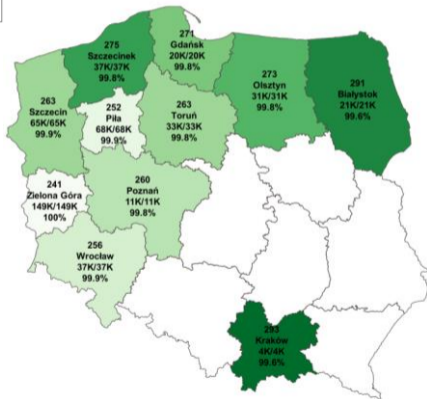 275
Szczecinek
37K/37K
99.8%
271
Gdańsk
20K/20K
99.8%
273
Olsztyn
31K/31K
99.8%
291
Białystok
21K/21K
99.6%
263
Szczecin
65K/65K
99.9%
252
Piła
68K/68K
99.9%
263
Toruń
33K/33K
99.8%
241
Zielona Góra
149K/149K
100%
260
Poznań
11K/11K
99.8%
256
Wrocław
37K/37K
99.9%
293
Kraków
4K/4K
99.6%